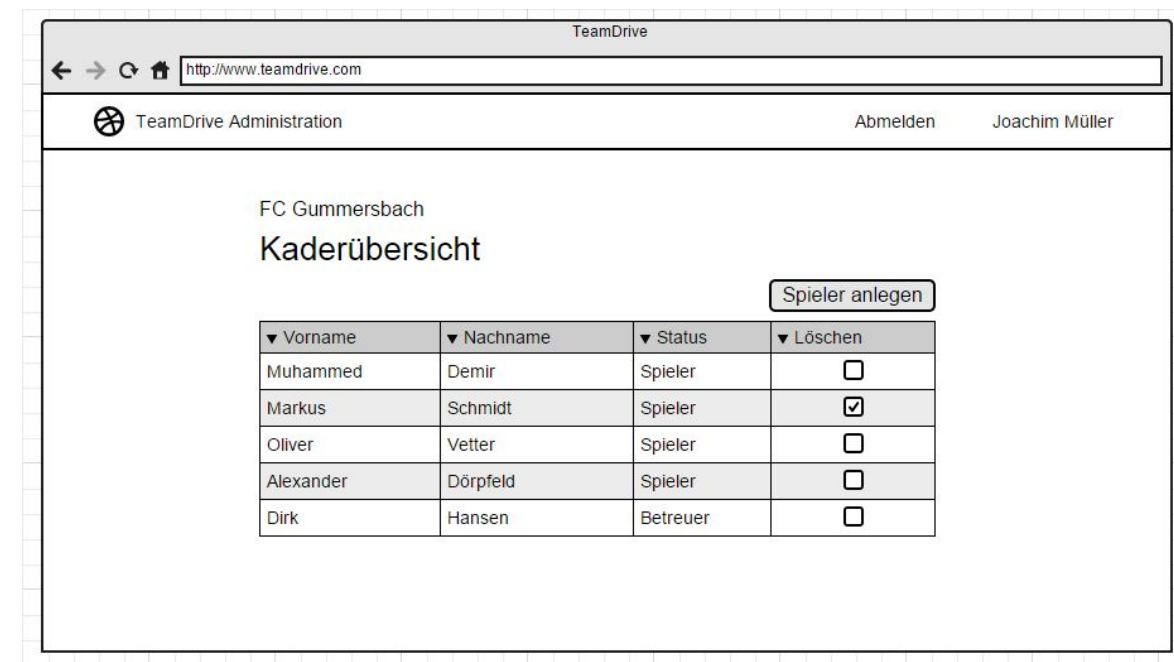 TeamDrive
http://www.teamdrive.com
TeamDrive Administration Abmelden Joachim Müller
FC Gummersbach
Kaderübersicht
Spieler anlegen
▼ Vorname ▼ Nachname ▼ Status ▼ Löschen
Muhammed Demir Spieler
Markus Schmidt Spieler
Oliver Vetter Spieler
Alexander Dörpfeld Spieler
Dirk Hansen Betreuer